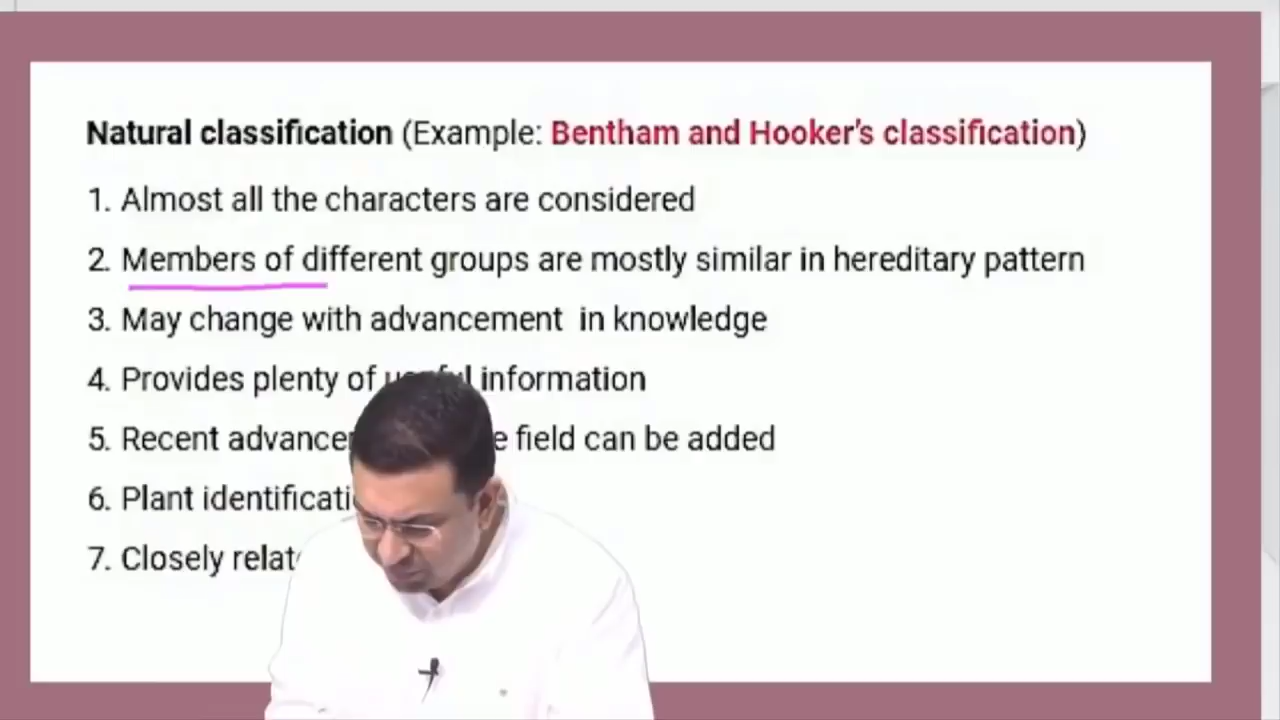 Natural classification (Example: Bentham and Hooker's classification)
1. Almost all the characters are considered
2. Members of different groups are mostly similar in hereditary pattern
3. May change with advancement in knowledge
4. Provides plenty of useful information
5. Recent field can be added
6. Plant
7. Closely